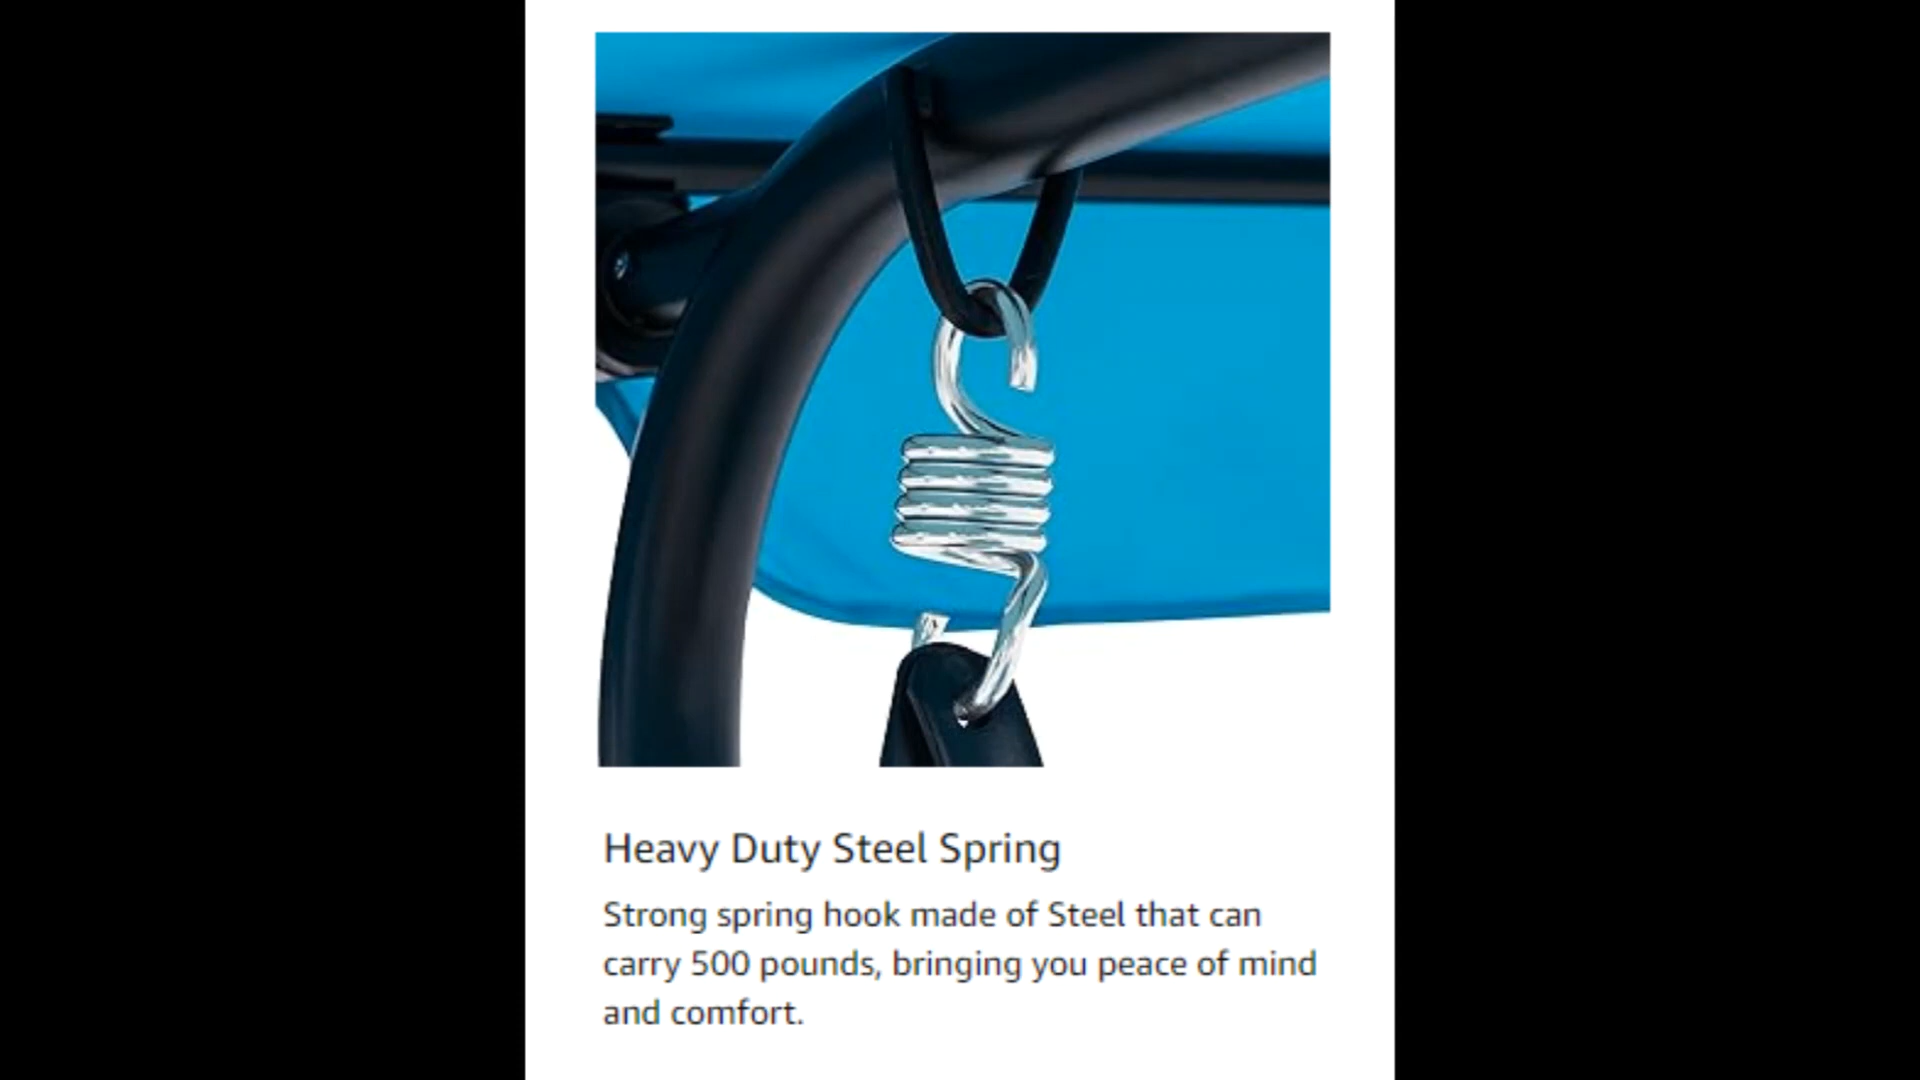 Heavy Duty Steel Spring
Strong spring hook made of Steel that can
carry 500 pounds, bringing you peace of mind
and comfort.